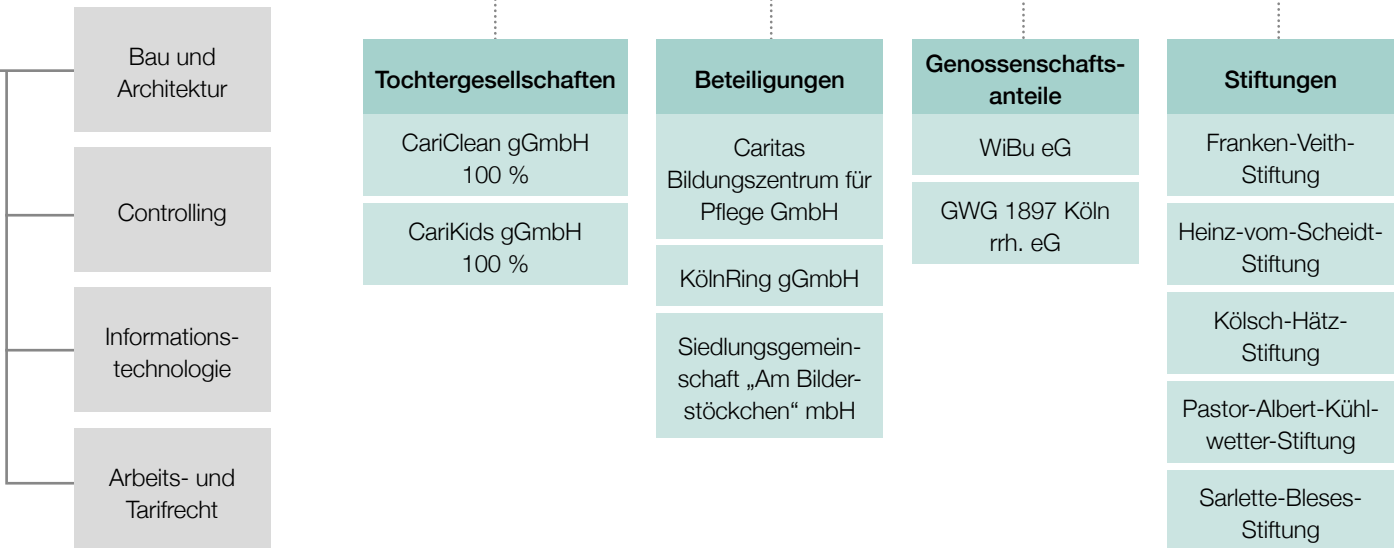 Bau und
Architektur
Controlling
Informations-
technologie
Arbeits- und
Tarifrecht
Tochtergesellschaften
CariClean gGmbH
100 %
CariKids gGmbH
100 %
Beteiligungen
Caritas
Bildungszentrum für
Pflege GmbH
KölnRing gGmbH
Siedlungsgemein-
schaft „Am Bilder-
stöckchen“ mbH
Genossenschafts-
anteile
WiBu eG
GWG 1897 Köln
rrh. eG
Stiftungen
Franken-Veith-
Stiftung
Heinz-vom-Scheidt-
Stiftung
Kölsch-Hätz-
Stiftung
Pastor-Albert-Kühl-
wetter-Stiftung
Sarlette-Bleses-
Stiftung